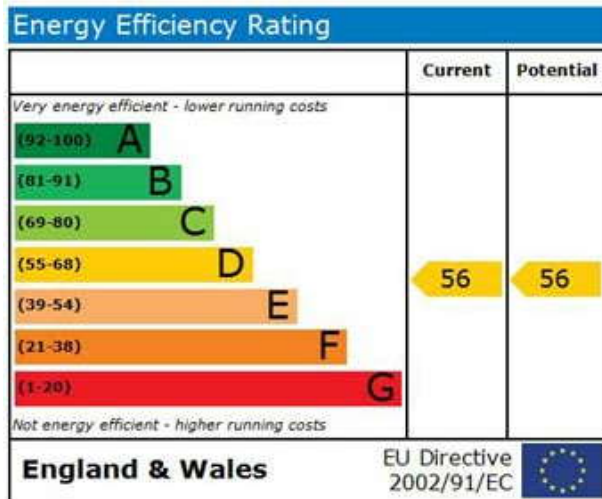 Energy Efficiency Rating
Current Potential
Very energy efficient - lower running costs
(92-100) A
(81-91) B
(69-80) C
(55-68) D 56 56
(39-54) E
(21-38) F
(1-20) G
Not energy efficient - higher running costs
England & Wales
EU Directive
2002/91/EC